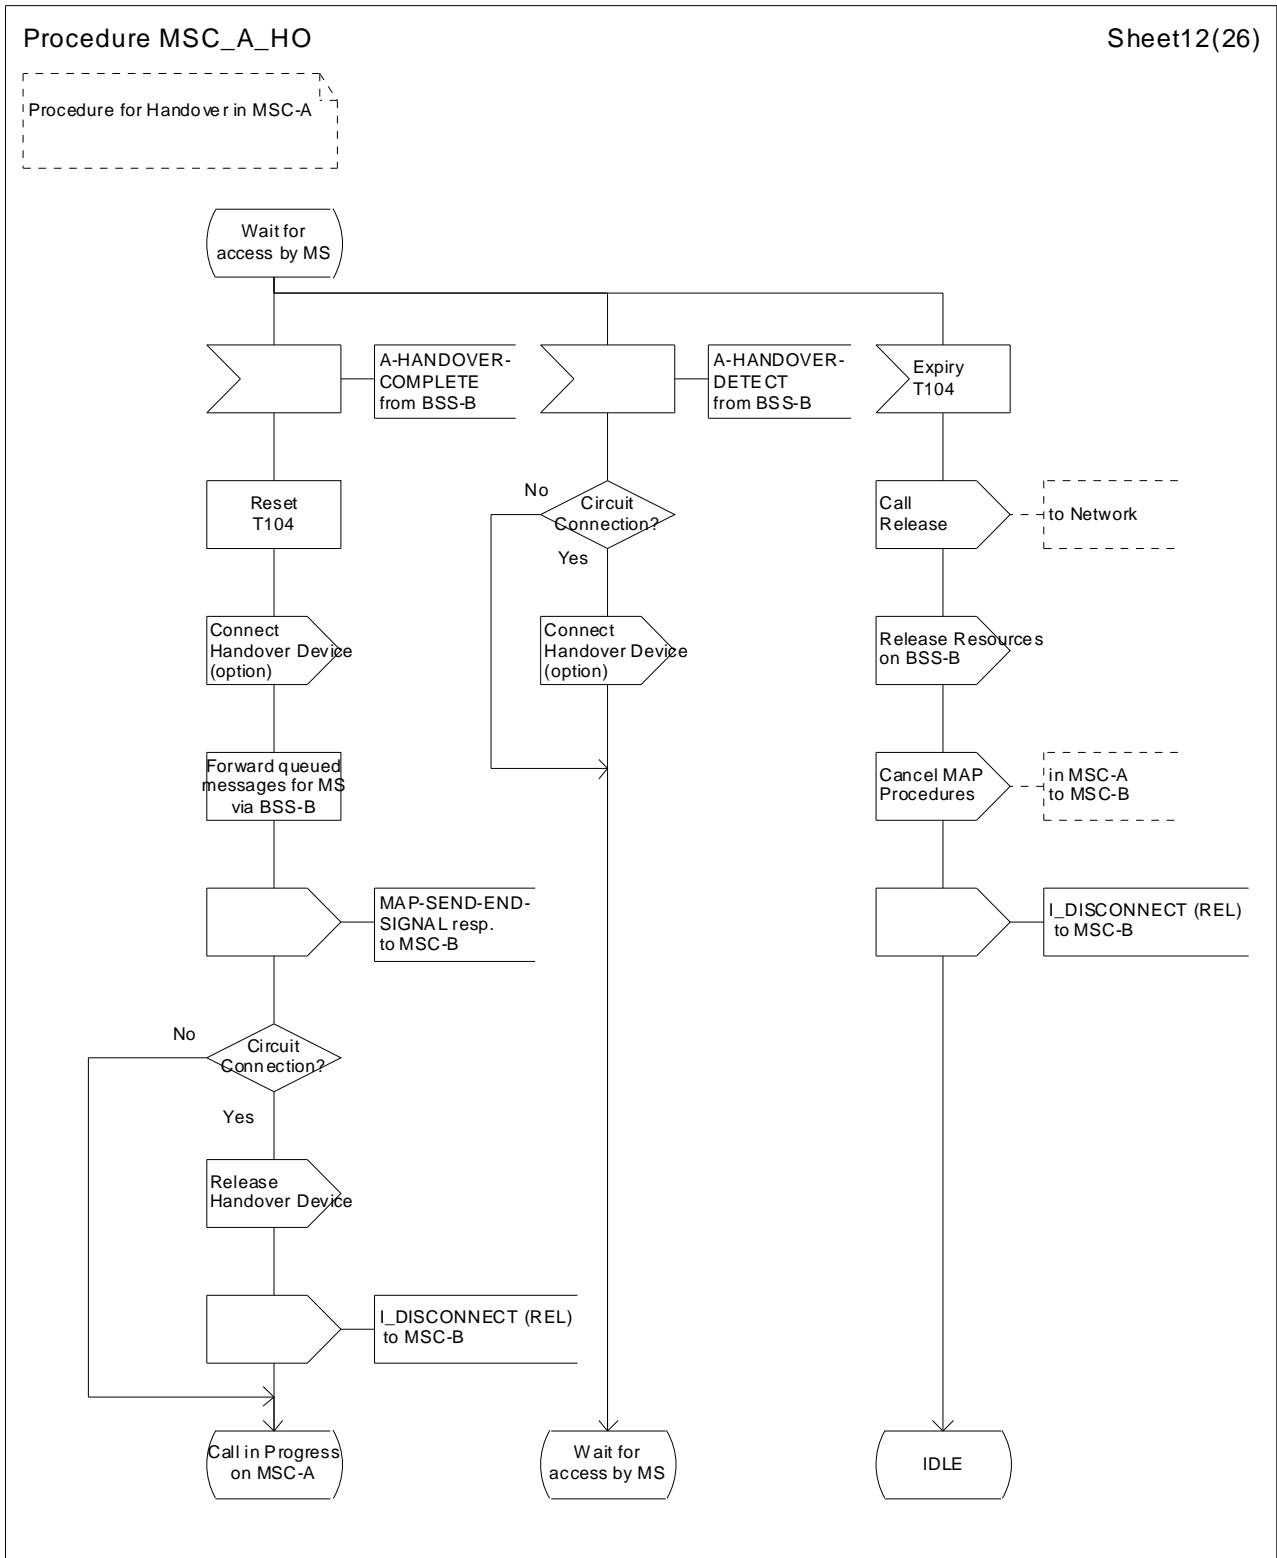 Procedure MSC_A_HO
Sheet12(26)
Procedure for Handover in MSC-A
Wait for
access by MS
A-HANDOVER-
COMPLETE
from BSS-B
A-HANDOVER-
DETECT
from BSS-B
Expiry
T104
Reset
T104
No
Circuit
Connection?
Yes
Call
Release
to Network
Connect
Handover Device
(option)
Connect
Handover Device
(option)
Release Resources
on BSS-B
Forward queued
messages for MS
via BSS-B
Cancel MAP
Procedures
in MSC-A
to MSC-B
MAP-SEND-END-
SIGNAL resp.
to MSC-B
I_DISCONNECT (REL)
to MSC-B
No
Circuit
Connection?
Yes
Release
Handover Device
I_DISCONNECT (REL)
to MSC-B
Call in Progress
on MSC-A
Wait for
access by MS
IDLE